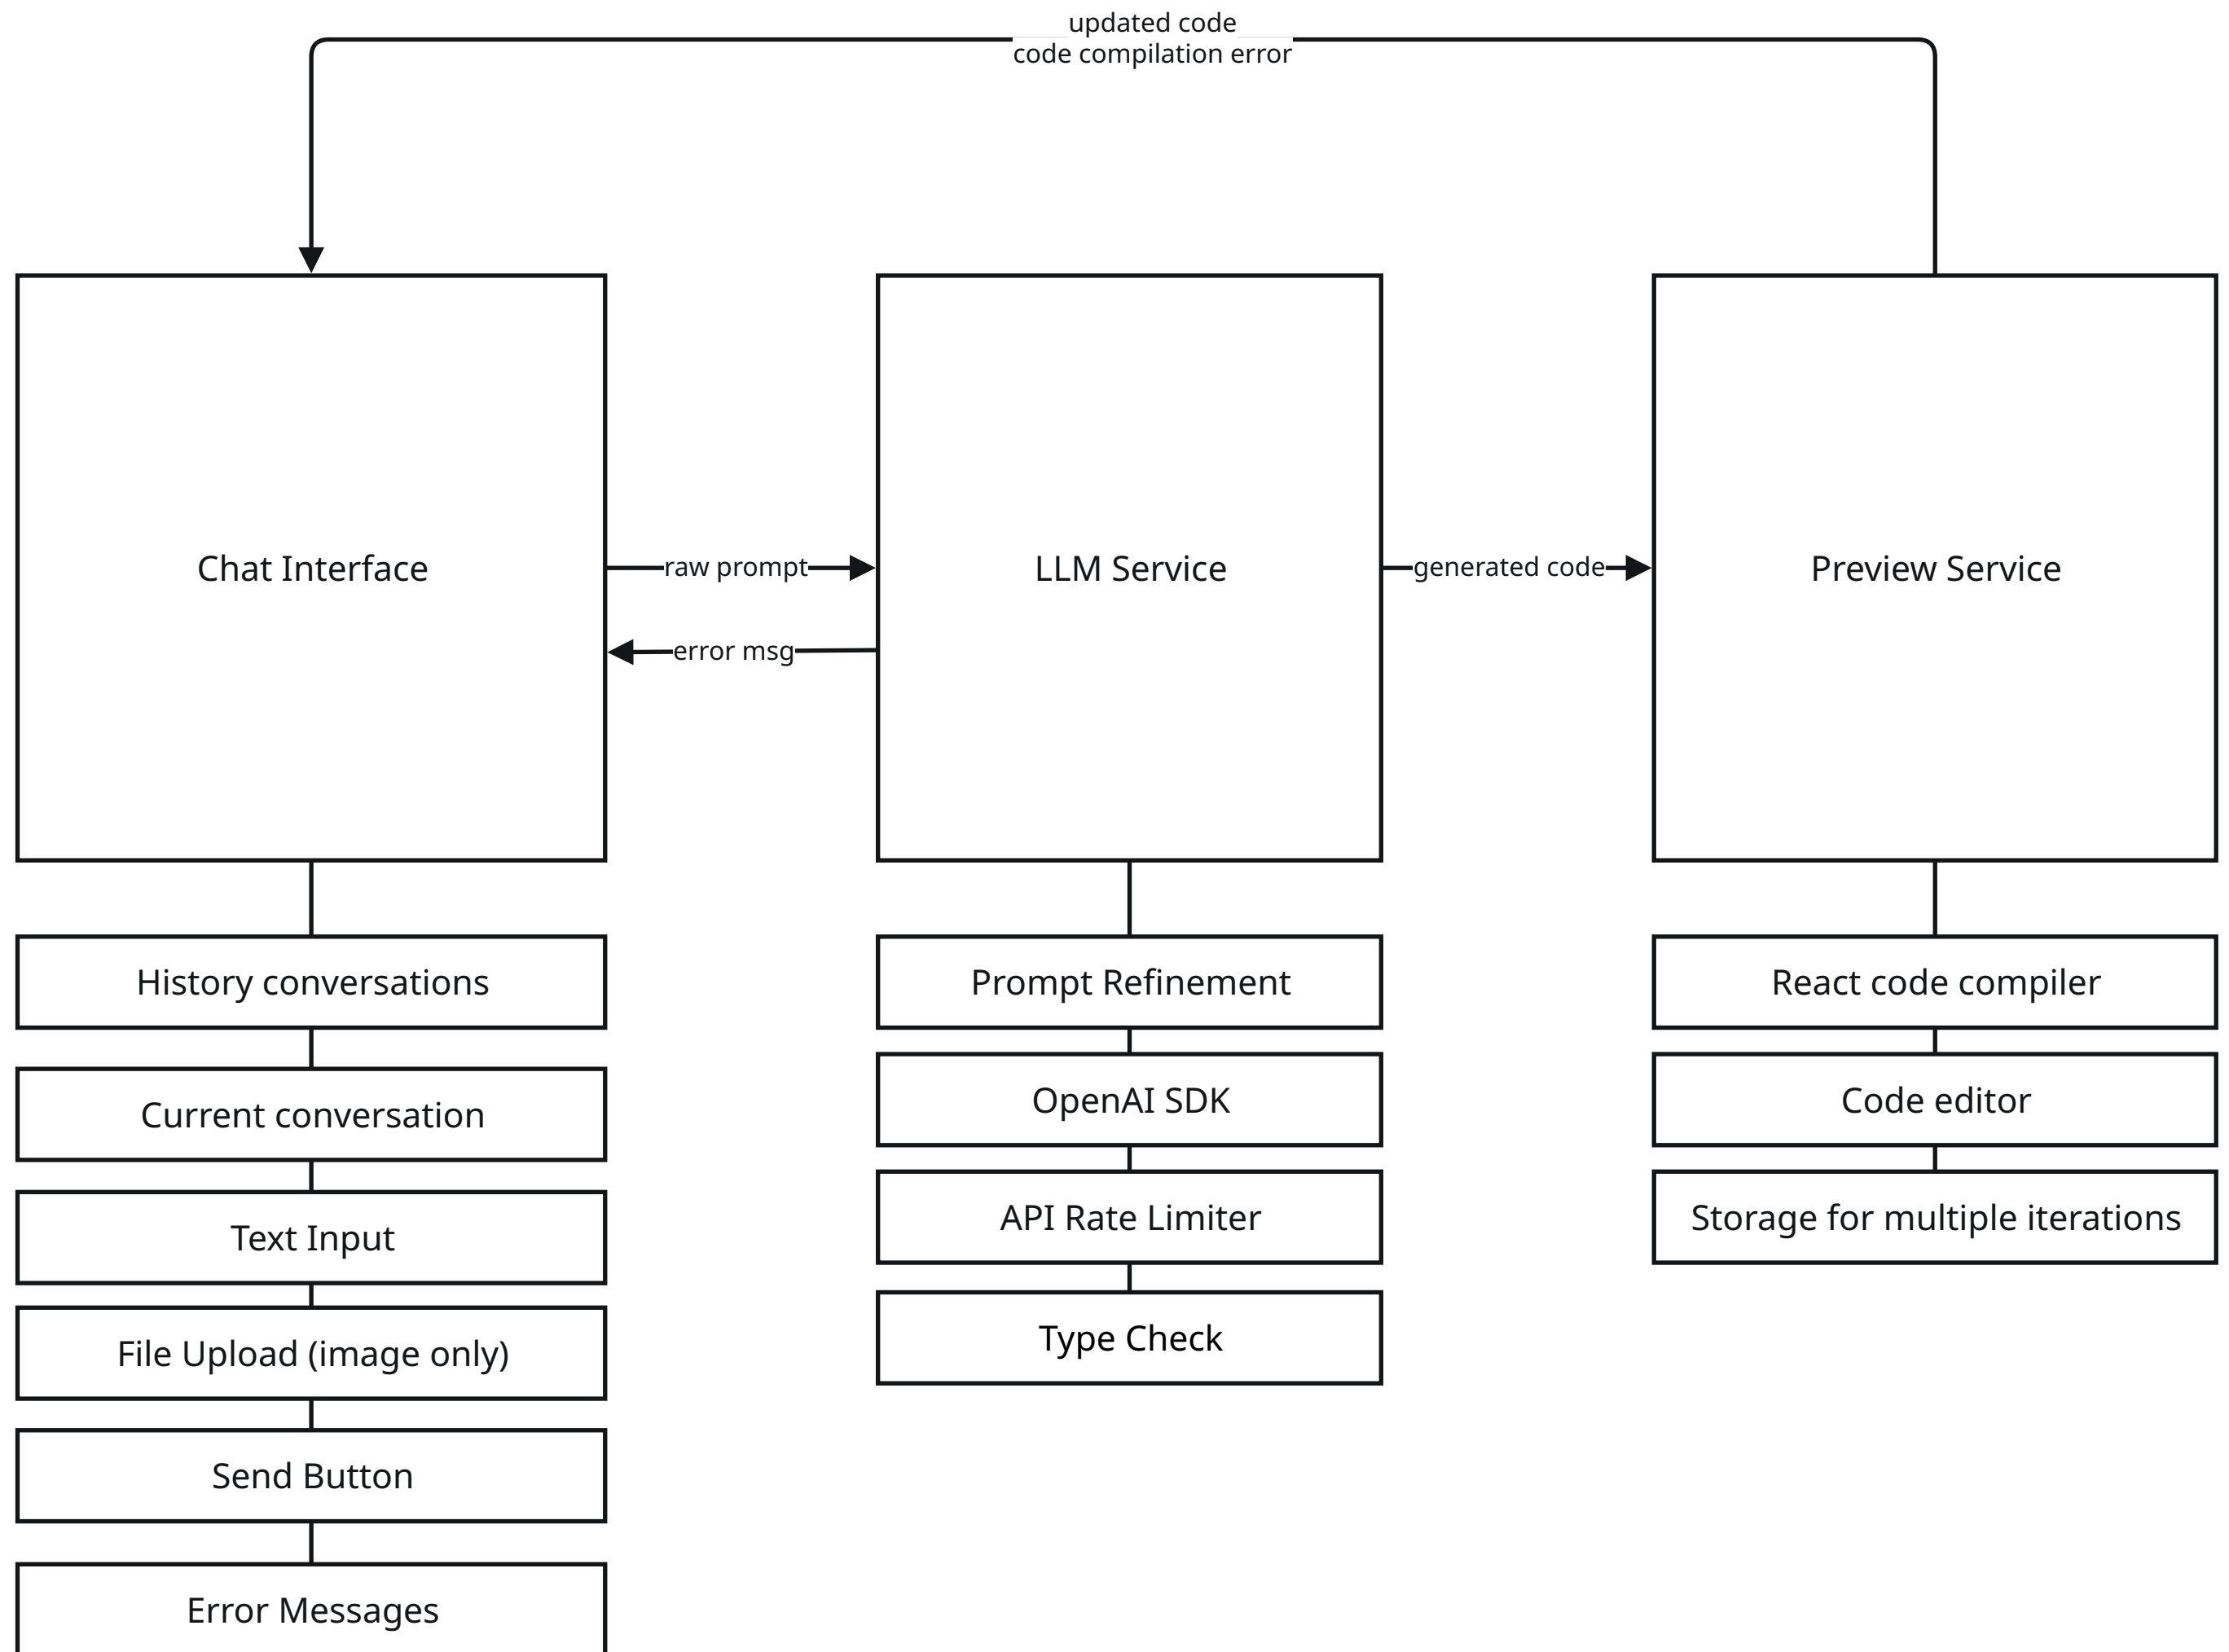 updated code
code compilation error
Chat Interface
raw prompt
error msg
LLM Service
generated code
Preview Service
History conversations
Current conversation
Text Input
File Upload (image only)
Send Button
Error Messages
Prompt Refinement
OpenAI SDK
API Rate Limiter
Type Check
React code compiler
Code editor
Storage for multiple iterations